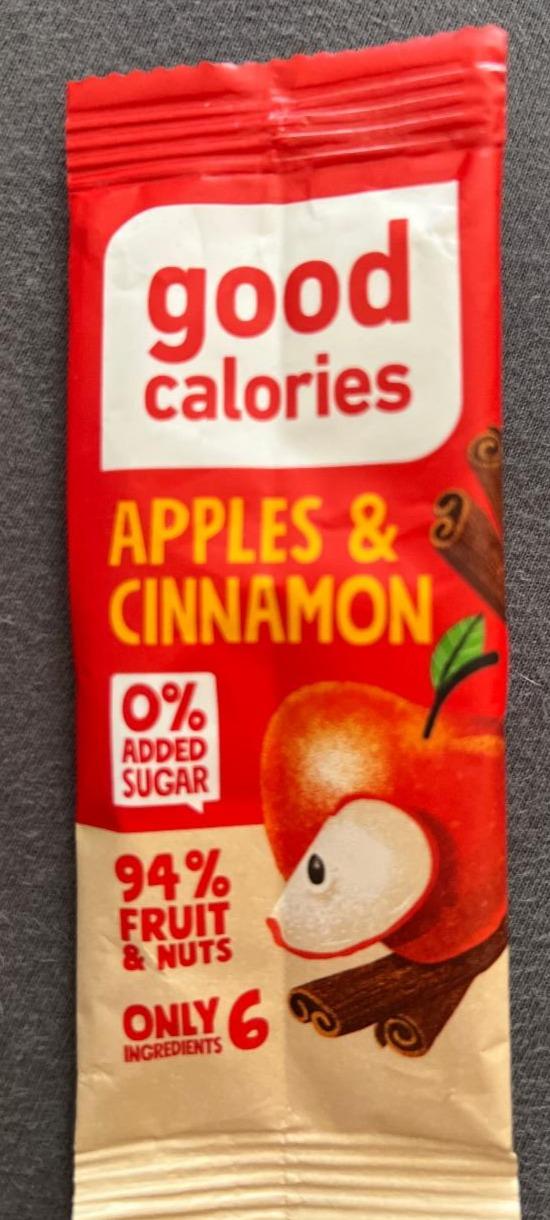 good
calories
APPLES &
CINNAMON
0%
ADDED
SUGAR
94%
FRUIT
& NUTS
ONLY 6
INGREDIENTS